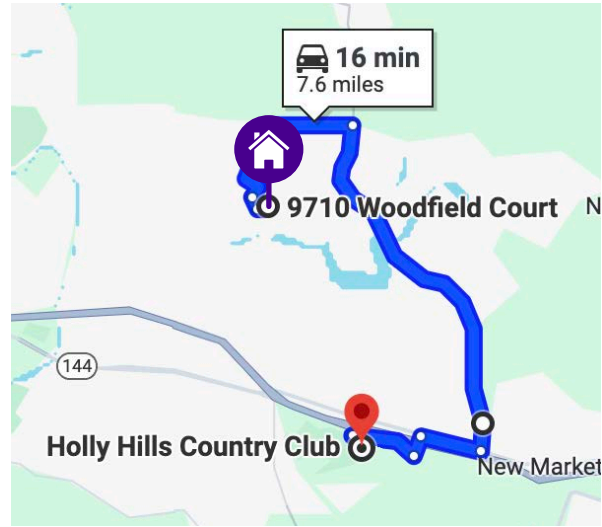 16 min
7.6 miles
9710 Woodfield Court
N
144
Holly Hills Country Club
New Market